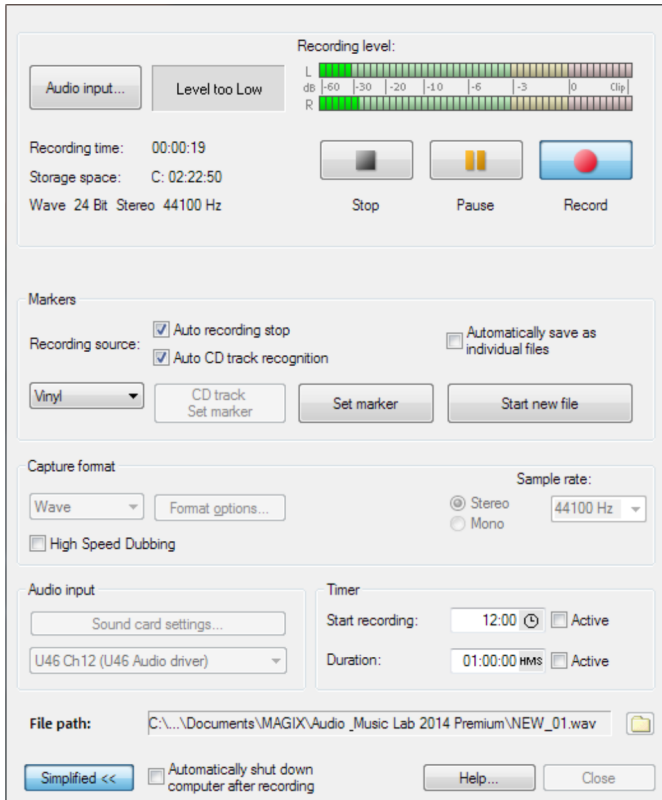 Recording level:
Audio input...
Level too Low
L
dB -60 -30 -20 -10 -6 -3 0 Clip
R
Recording time: 00:00:19
Storage space: C: 02:22:50
Wave 24 Bit Stereo 44100 Hz
Stop Pause Record
Markers
Recording source:
Auto recording stop
Auto CD track recognition
Automatically save as
individual files
Vinyl
CD track
Set marker
Set marker
Start new file
Capture format
Sample rate:
Wave
Format options...
Stereo
Mono
44100 Hz
High Speed Dubbing
Audio input
Sound card settings...
U46 Ch12 (U46 Audio driver)
Timer
Start recording: 12:00 Active
Duration: 01:00:00 HMS Active
File path: C:\...\Documents\MAGIX\Audio _Music Lab 2014 Premium\NEW_01.wav
Simplified <<
Automatically shut down
computer after recording
Help...
Close